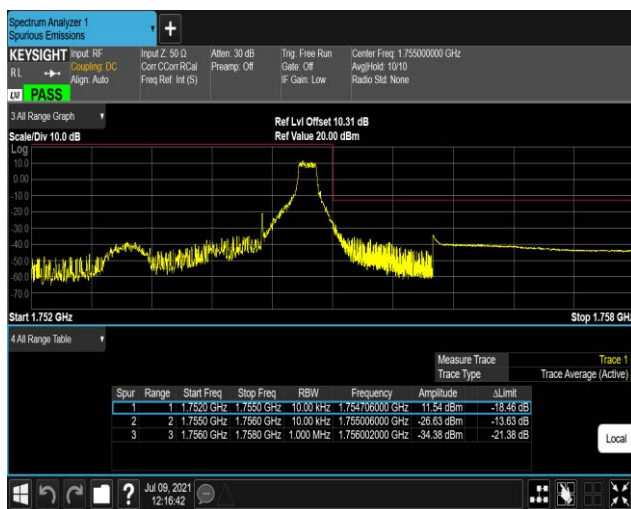 Spectrum Analyzer 1
Spurious Emissions
+
KEYSIGHT Input: RF Input Z: 50 Ω Atten: 30 dB Trig: Free Run Center Freq: 1.755000000 GHz
RL Coupling: DC Corr CCorr RCal Preamp: Off Gate: Off Avg|Hold: 10/10
Align: Auto Freq Ref: Int (S) IF Gain: Low Radio Std: None
LXI PASS
3 All Range Graph
Ref Lvl Offset 10.31 dB
Scale/Div 10.0 dB Ref Value 20.00 dBm
Log
10.0
0.00
-10.0
-20.0
-30.0
-40.0
-50.0
-60.0
-70.0
Start 1.752 GHz Stop 1.758 GHz
4 All Range Table
Measure Trace Trace 1
Trace Type Trace Average (Active)
Spur Range Start Freq Stop Freq RBW Frequency Amplitude ΔLimit
1 1 1.7520 GHz 1.7550 GHz 10.00 kHz 1.754706000 GHz 11.54 dBm -18.46 dB
2 2 1.7550 GHz 1.7560 GHz 10.00 kHz 1.755006000 GHz -26.63 dBm -13.63 dB
3 3 1.7560 GHz 1.7580 GHz 1.000 MHz 1.756002000 GHz -34.38 dBm -21.38 dB
Local
?
Jul 09, 2021
12:16:42